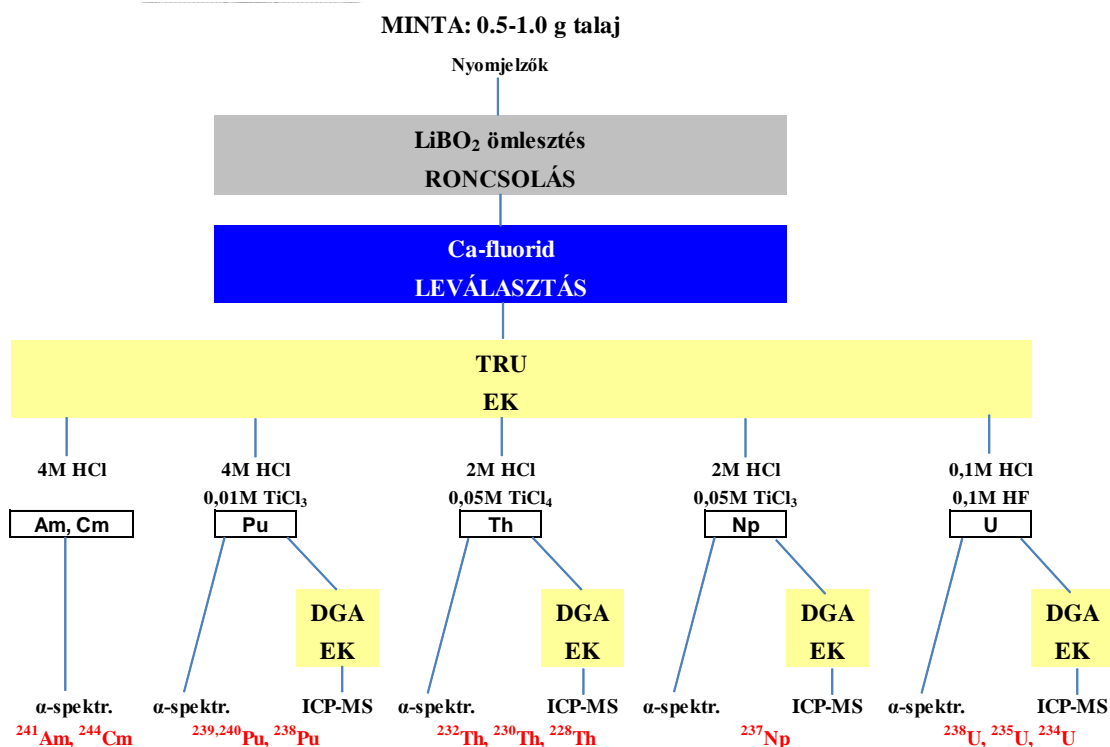 MINTA: 0.5-1.0 g talaj
Nyomjelzők
LiBO₂ ömlesztés
RONCSOLÁS
Ca-fluorid
LEVÁLASZTÁS
TRU
EK
4M HCl 4M HCl 2M HCl 2M HCl 0,1M HCl
0,01M TiCl₃ 0,05M TiCl₄ 0,05M TiCl₃ 0,1M HF
Am, Cm Pu Th Np U
DGA DGA DGA DGA
EK EK EK EK
α-spektr. α-spektr. ICP-MS α-spektr. ICP-MS α-spektr. ICP-MS α-spektr. ICP-MS
²⁴¹Am, ²⁴⁴Cm ²³⁹,²⁴⁰Pu, ²³⁸Pu ²³²Th, ²³⁰Th, ²²⁸Th ²³⁷Np ²³⁸U, ²³⁵U, ²³⁴U